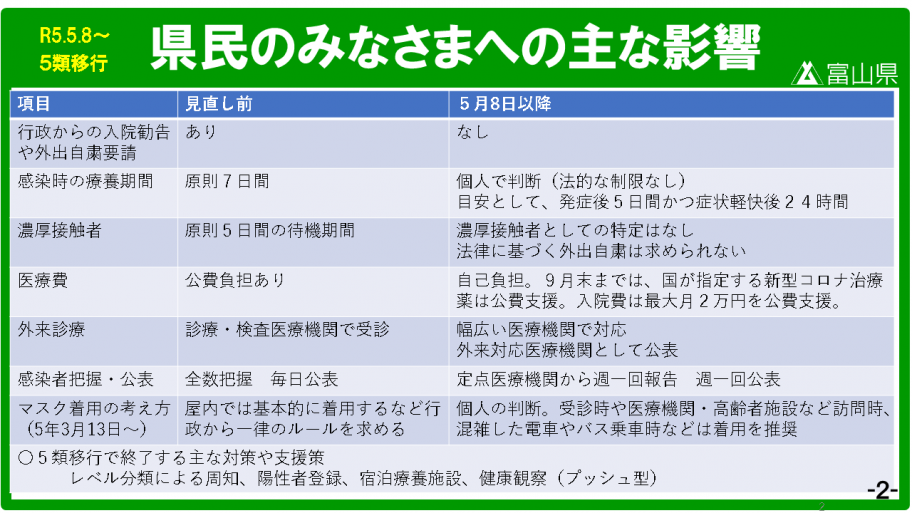 R5.5.8～
5類移行
県民のみなさまへの主な影響
富山県
項目
見直し前
５月8日以降
行政からの入院勧告
や外出自粛要請
あり
なし
感染時の療養期間
原則７日間
個人で判断（法的な制限なし）
目安として、発症後５日間かつ症状軽快後２４時間
濃厚接触者
原則５日間の待機期間
濃厚接触者としての特定はなし
法律に基づく外出自粛は求められない
医療費
公費負担あり
自己負担。９月末までは、国が指定する新型コロナ治療
薬は公費支援。入院費は最大月２万円を公費支援。
外来診療
診療・検査医療機関で受診
幅広い医療機関で対応
外来対応医療機関として公表
感染者把握・公表
全数把握　毎日公表
定点医療機関から週一回報告　週一回公表
マスク着用の考え方
（5年3月13日～）
屋内では基本的に着用するなど行
政から一律のルールを求める
個人の判断。受診時や医療機関・高齢者施設など訪問時、
混雑した電車やバス乗車時などは着用を推奨
○５類移行で終了する主な対策や支援策
レベル分類による周知、陽性者登録、宿泊療養施設、健康観察（プッシュ型）
-2-
2